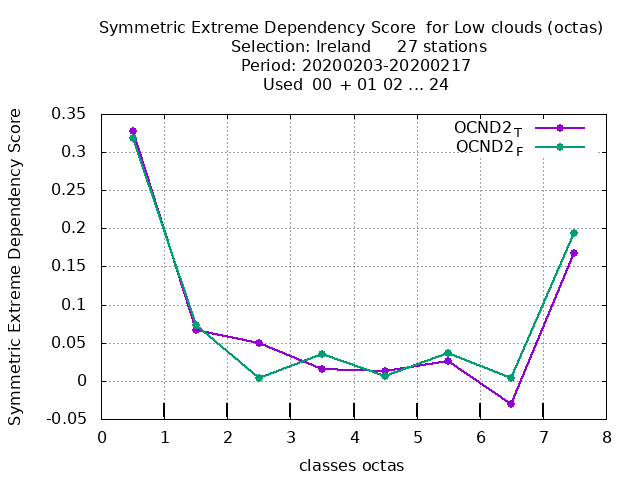 Symmetric Extreme Dependency Score for Low clouds (octas)
Selection: Ireland 27 stations
Period: 20200203-20200217
Used 00 + 01 02 ... 24
Symmetric Extreme Dependency Score
0.35
0.3
0.25
0.2
0.15
0.1
0.05
0
-0.05
OCND2T
OCND2F
0 1 2 3 4 5 6 7 8
classes octas